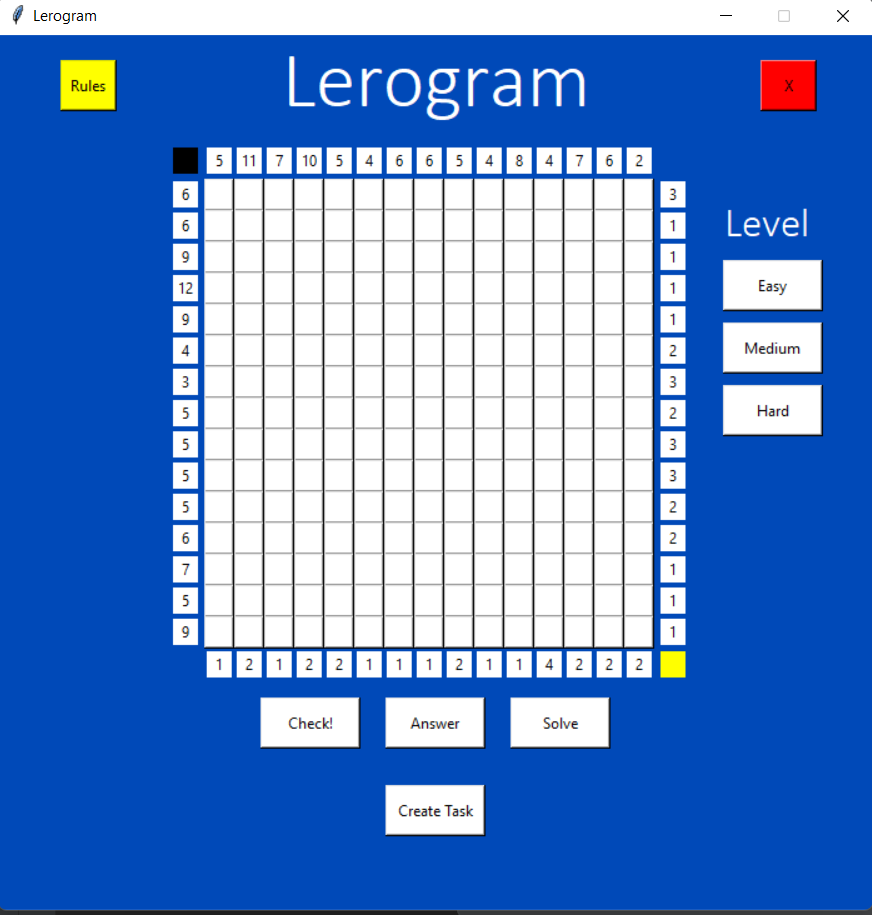 Lerogram
Rules
Lerogram
X
5 11 7 10 5 4 6 6 5 4 8 4 7 6 2
6 3
6 1
Level
9 1
12 1
Easy
9 1
4 2
Medium
3 3
5 2
Hard
5 3
5 3
5 2
6 2
7 1
5 1
9 1
1 2 1 2 2 1 1 1 2 1 1 4 2 2 2
Check! Answer Solve
Create Task